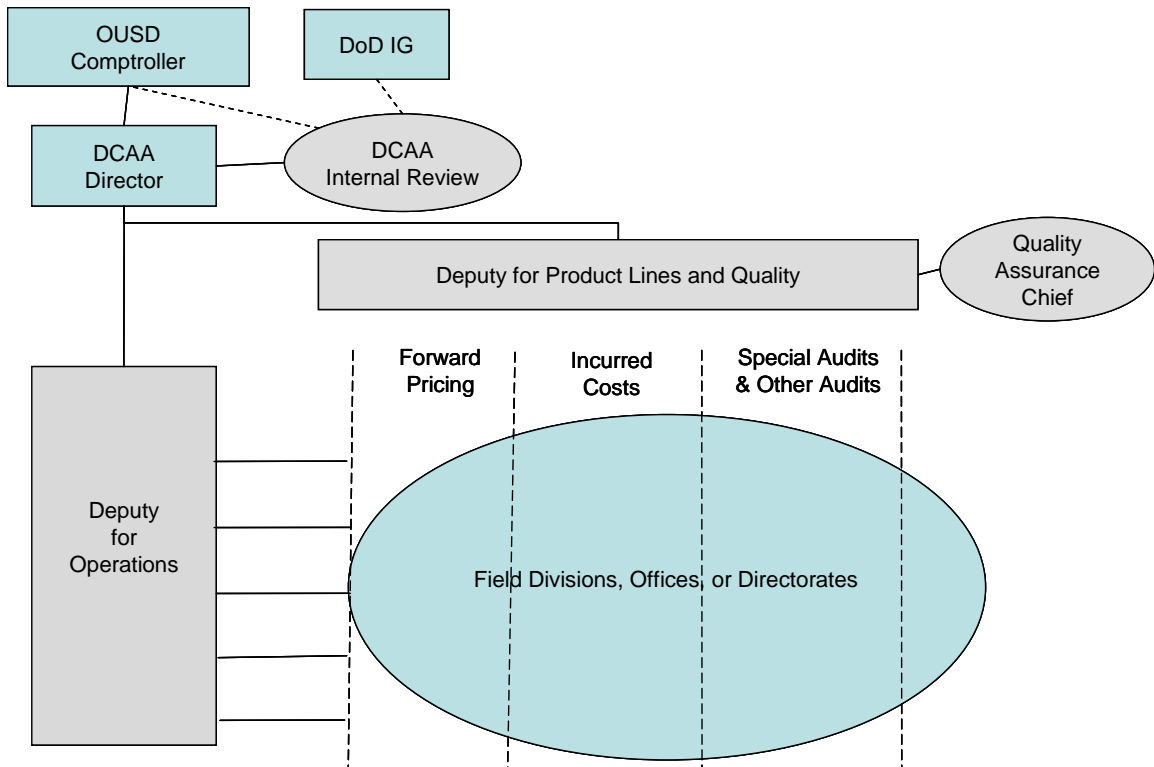 OUSD
Comptroller
DoD IG
DCAA
Director
DCAA
Internal Review
Deputy for Product Lines and Quality
Quality
Assurance
Chief
Forward
Pricing
Incurred
Costs
Special Audits
& Other Audits
Deputy
for
Operations
Field Divisions, Offices, or Directorates